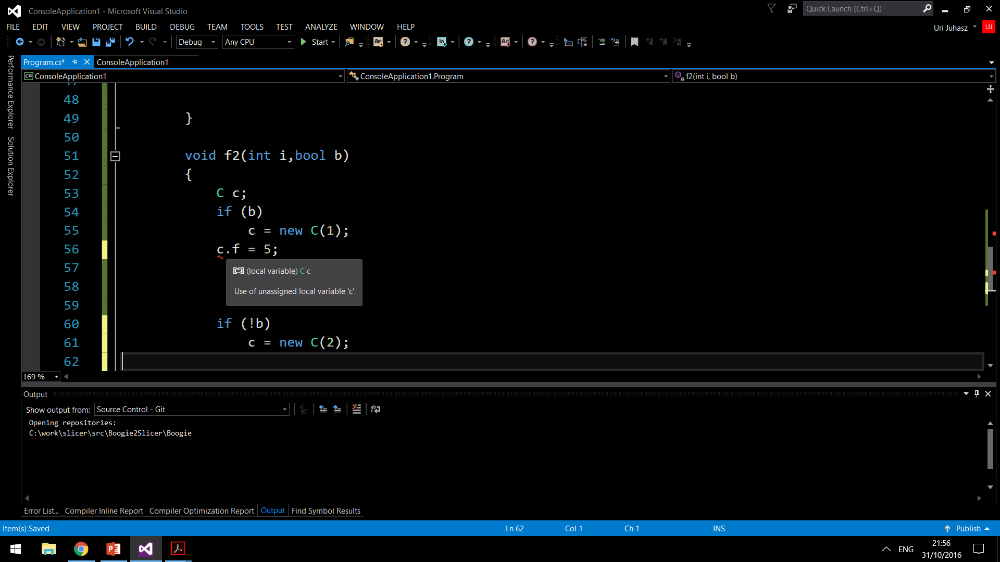 ConsoleApplication1 - Microsoft Visual Studio
Quick Launch (Ctrl+Q)
FILE EDIT VIEW PROJECT BUILD DEBUG TEAM TOOLS TEST ANALYZE WINDOW HELP
Uri Juhasz UJ
Debug Any CPU Start Am In Ad
Performance Explorer
Solution Explorer
Program.cs* ConsoleApplication1
C# ConsoleApplication1 ConsoleApplication1.Program f2(int i, bool b)
48
49 }
50
51 void f2(int i,bool b)
52 {
53 C c;
54 if (b)
55 c = new C(1);
56 c.f = 5;
57 (local variable) C c
58 Use of unassigned local variable 'c'
59
60 if (!b)
61 c = new C(2);
62
169 %
Output
Show output from: Source Control - Git
Opening repositories:
C:\work\slicer\src\Boogie2Slicer\Boogie
Error List... Compiler Inline Report Compiler Optimization Report Output Find Symbol Results
Item(s) Saved Ln 62 Col 1 Ch 1 INS Publish
ENG
21:56
31/10/2016